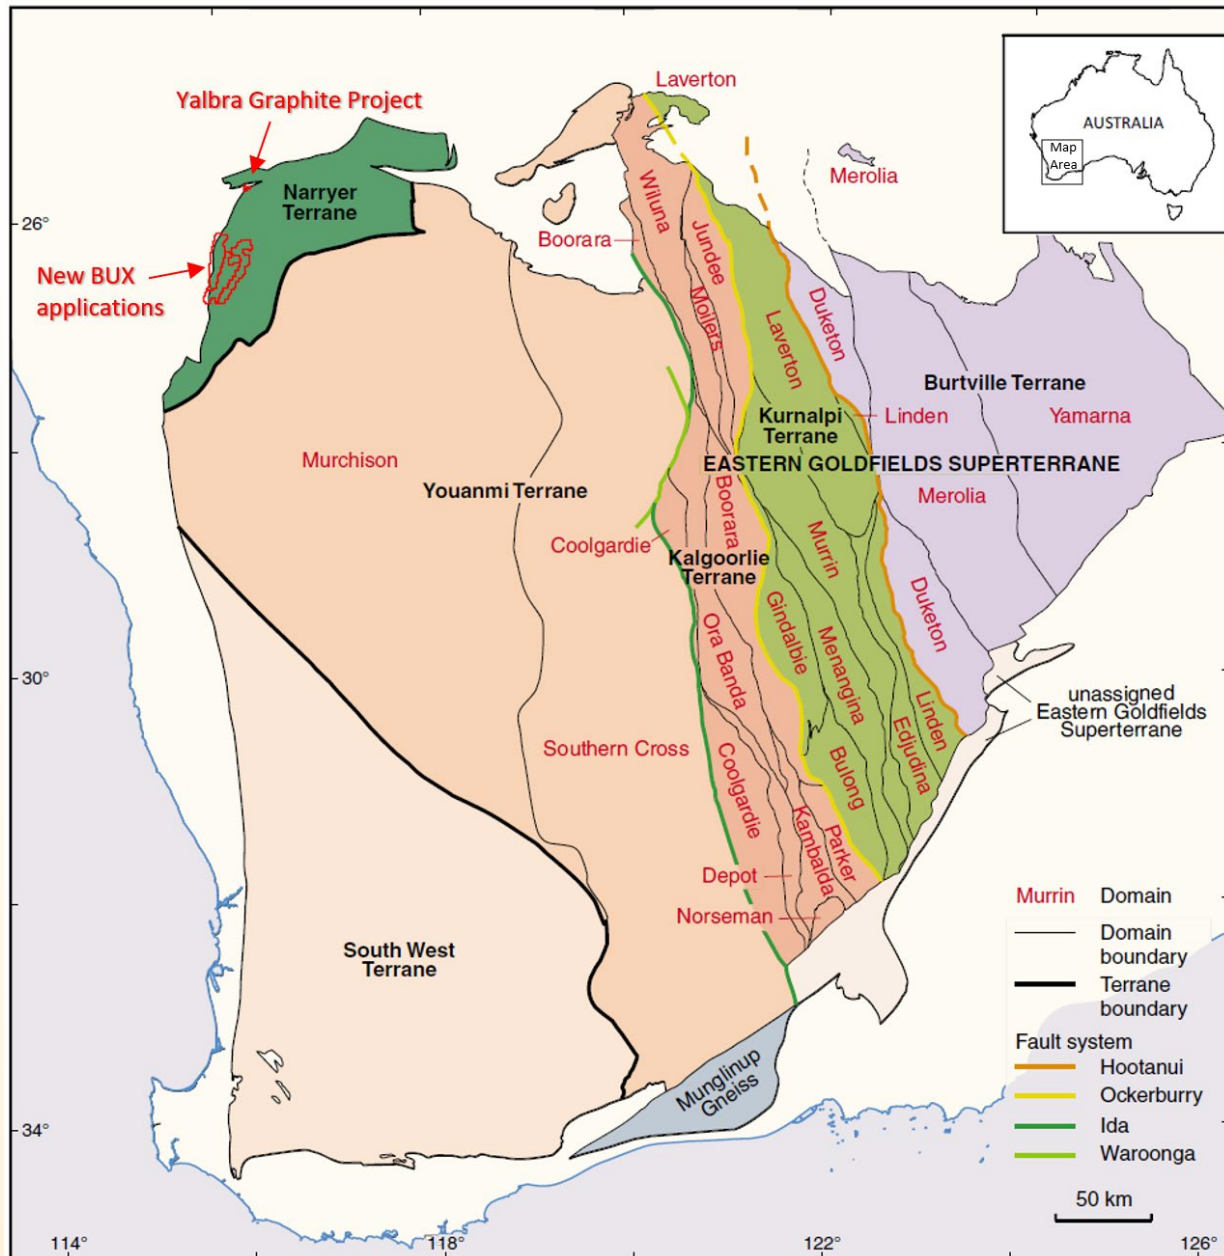 Laverton
Yalbra Graphite Project
AUSTRALIA
Map
Area
Narryer
Terrane
Wiluna
Merolia
26°
Boorara
Jundee
New BUX
applications
Moilers
Duketon
Laverton
Burtville Terrane
Kurnalpi
Terrane
Linden
Yamarna
Murchison
EASTERN GOLDFIELDS SUPERTERRANE
Youanmi Terrane
Boorara
Merolia
Coolgardie
Kalgoorlie
Terrane
Murrin
Gindalbie
Duketon
Ora Banda
Menangina
30°
Linden
unassigned
Eastern Goldfields
Superterrane
Edjudina
Southern Cross
Coolgardie
Bulong
Kambalda
Parker
Depot
Norseman
South West
Terrane
Murrin Domain
Domain
boundary
Terrane
boundary
Fault system
Hootanui
Ockerburry
Ida
Waroonga
Munglinup
Gneiss
34°
50 km
114°
118°
122°
126°